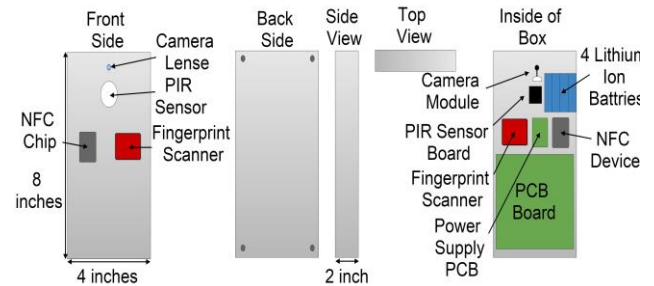 Front
Side
Camera
Lense
PIR
Sensor
NFC
Chip
Fingerprint
Scanner
8
inches
4 inches
Back
Side
Side
View
2 inch
Top
View
Inside of
Box
Camera
Module
4 Lithium
Ion
Battries
PIR Sensor
Board
NFC
Device
Fingerprint
Scanner
PCB
Board
Power
Supply
PCB